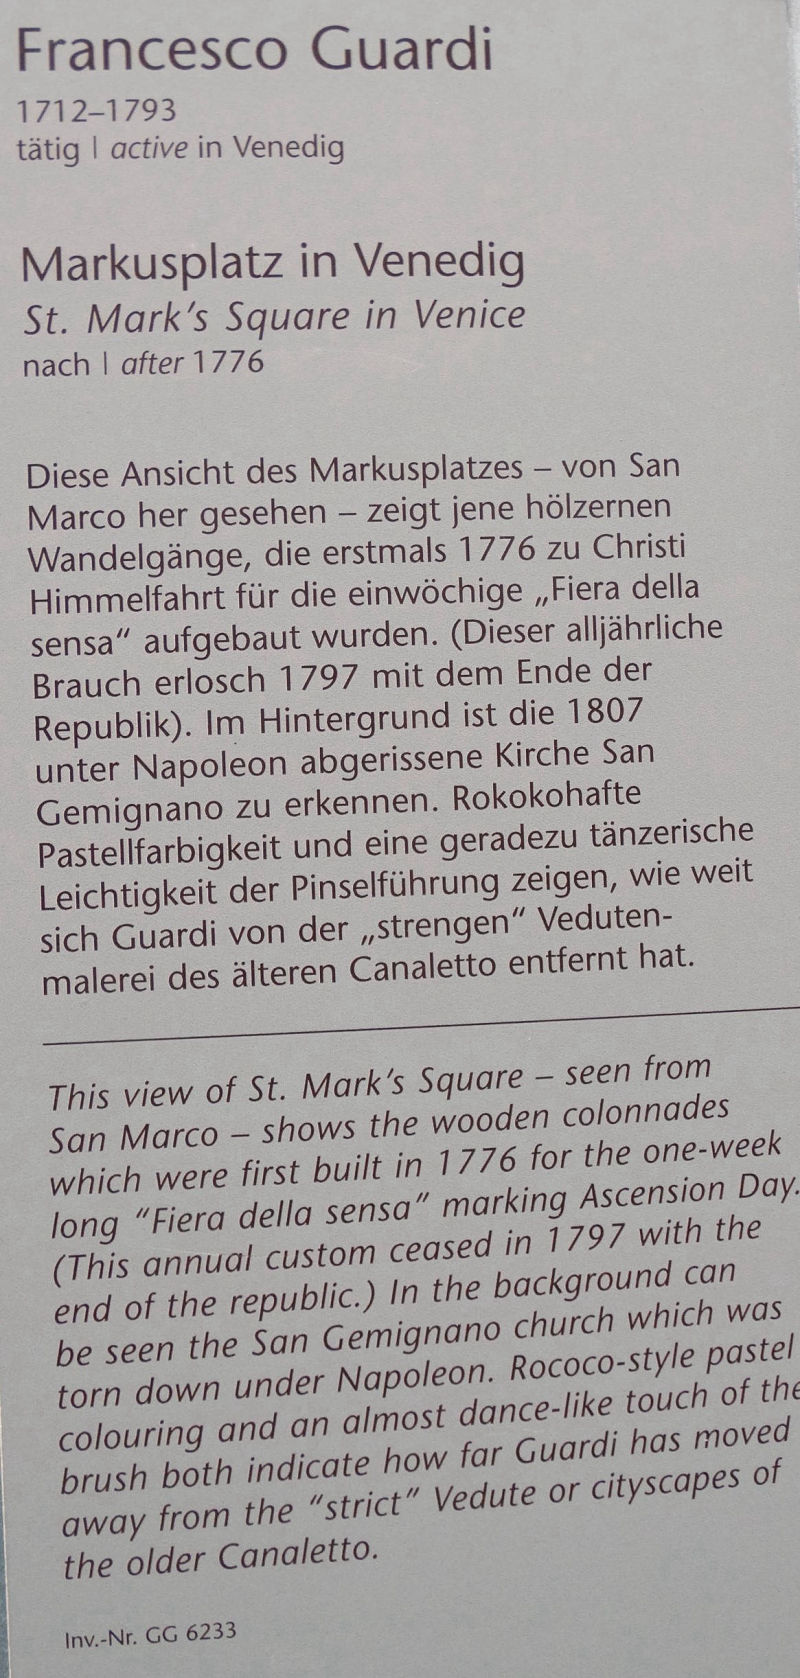 Francesco Guardi
1712–1793
tätig | active in Venedig
Markusplatz in Venedig
St. Mark’s Square in Venice
nach | after 1776
Diese Ansicht des Markusplatzes – von San
Marco her gesehen – zeigt jene hölzernen
Wandelgänge, die erstmals 1776 zu Christi
Himmelfahrt für die einwöchige „Fiera della
sensa“ aufgebaut wurden. (Dieser alljährliche
Brauch erlosch 1797 mit dem Ende der
Republik). Im Hintergrund ist die 1807
unter Napoleon abgerissene Kirche San
Gemignano zu erkennen. Rokokohafte
Pastellfarbigkeit und eine geradezu tänzerische
Leichtigkeit der Pinselführung zeigen, wie weit
sich Guardi von der „strengen“ Veduten-
malerei des älteren Canaletto entfernt hat.
This view of St. Mark’s Square – seen from
San Marco – shows the wooden colonnades
which were first built in 1776 for the one-week
long “Fiera della sensa” marking Ascension Day.
(This annual custom ceased in 1797 with the
end of the republic.) In the background can
be seen the San Gemignano church which was
torn down under Napoleon. Rococo-style pastel
colouring and an almost dance-like touch of the
brush both indicate how far Guardi has moved
away from the “strict” Vedute or cityscapes of
the older Canaletto.
Inv.-Nr. GG 6233